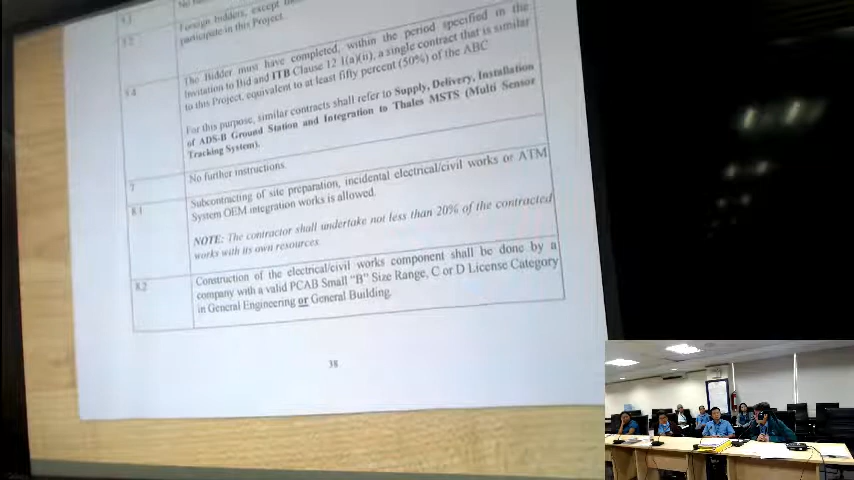 Foreign bidders, except
participate in this Project.
5.4
The Bidder must have completed, within the period specified in the
Invitation to Bid and ITB Clause 12.1(a)(ii), a single contract that is similar
to this Project, equivalent to at least fifty percent (50%) of the ABC
For this purpose, similar contracts shall refer to Supply, Delivery, Installation
of ADS-B Ground Station and Integration to Thales MSTS (Multi Sensor
Tracking System).
7
No further instructions.
8.1
Subcontracting of site preparation, incidental electrical/civil works or ATM
System OEM integration works is allowed.
NOTE: The contractor shall undertake not less than 20% of the contracted
works with its own resources
8.2
Construction of the electrical/civil works component shall be done by a
company with a valid PCAB Small "B" Size Range, C or D License Category
in General Engineering or General Building.
38